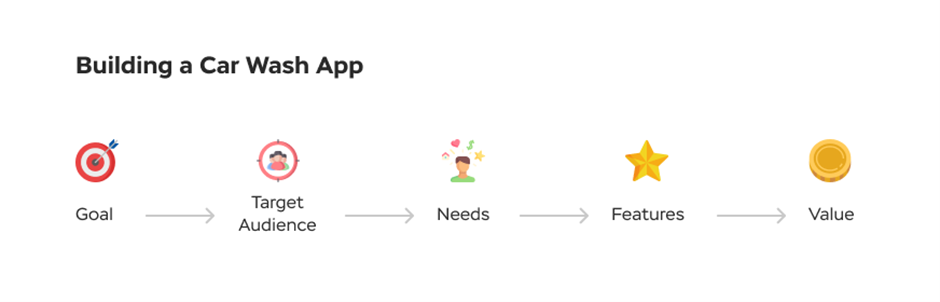 Building a Car Wash App
Goal
Target
Audience
Needs
Features
Value